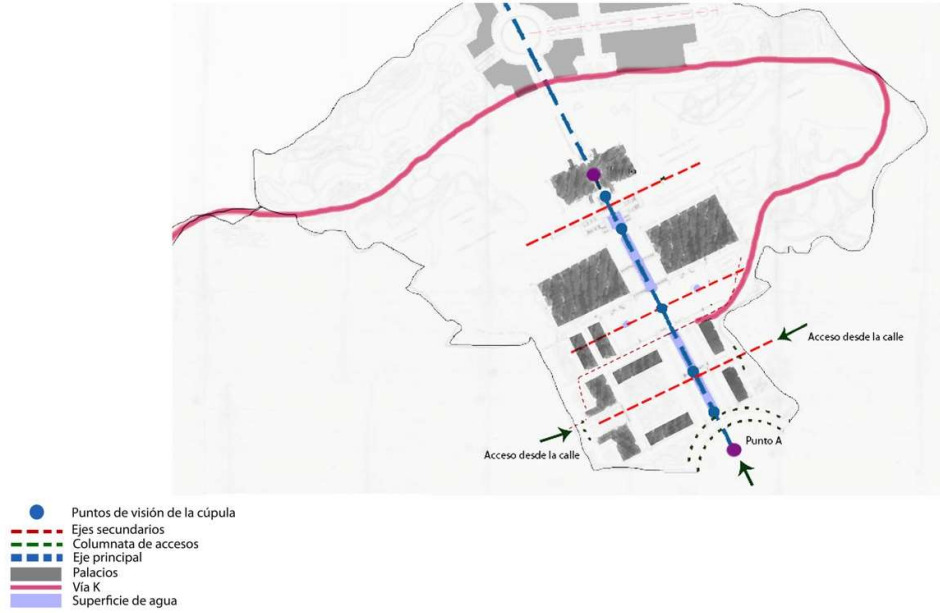 Acceso desde la calle
Punto A
Acceso desde la calle
Puntos de visión de la cúpula
Ejes secundarios
Columnata de accesos
Eje principal
Palacios
Vía K
Superficie de agua